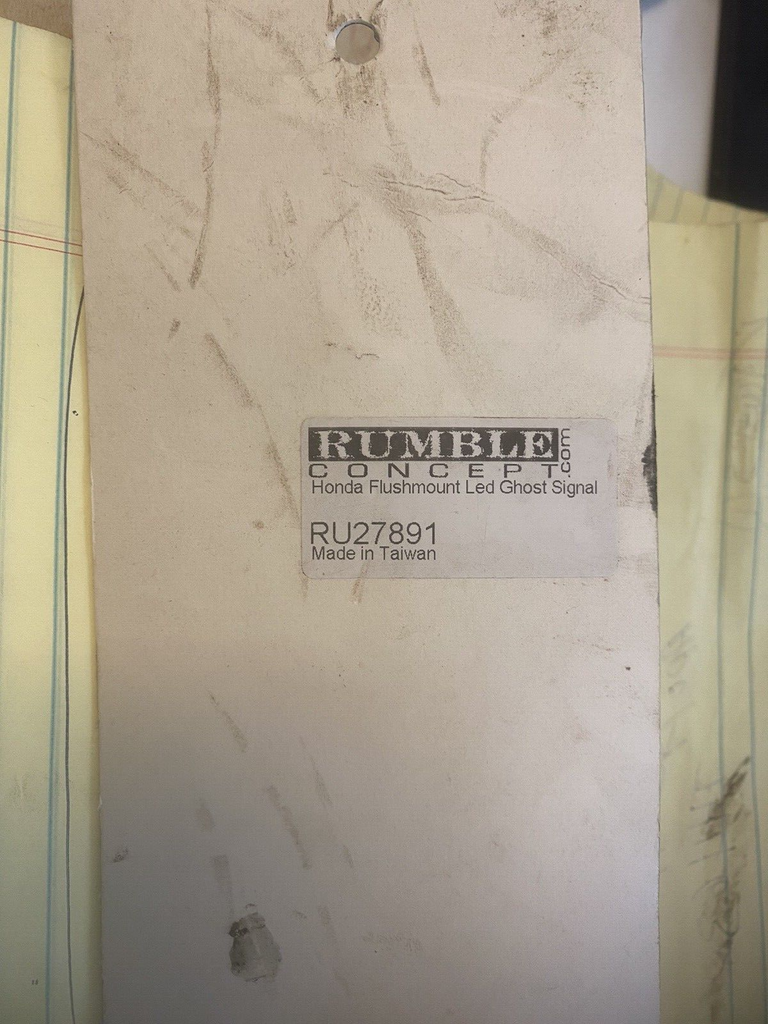 RUMBLE
CONCEPT.com
Honda Flushmount Led Ghost Signal
RU27891
Made in Taiwan